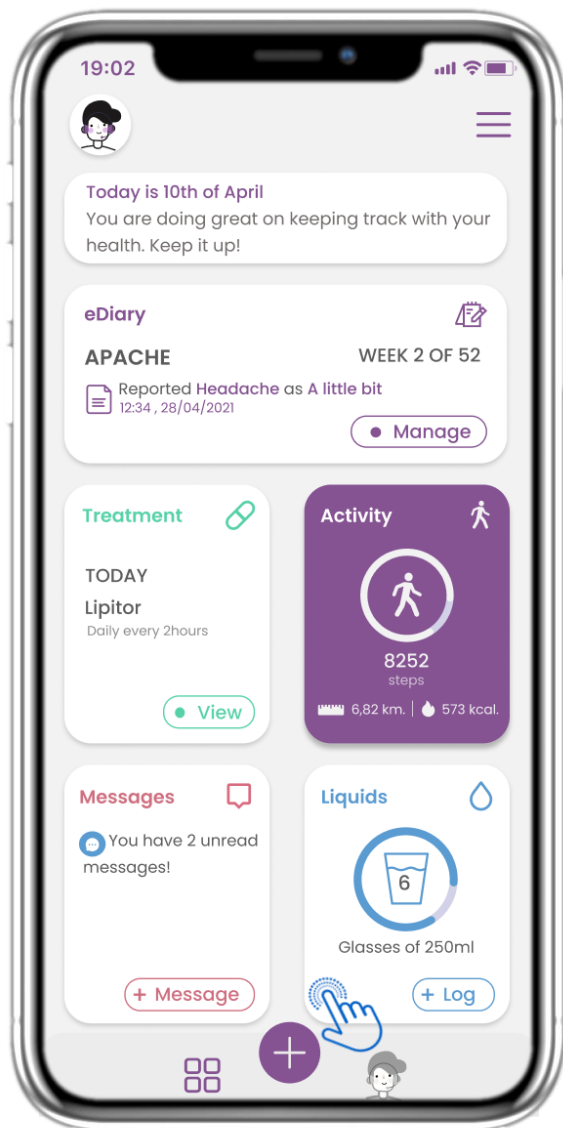 19:02
Today is 10th of April
You are doing great on keeping track with your
health. Keep it up!
eDiary
APACHE
WEEK 2 OF 52
Reported Headache as A little bit
12:34 , 28/04/2021
Manage
Treatment
TODAY
Lipitor
Daily every 2hours
View
Activity
8252
steps
6,82 km. | 573 kcal.
Messages
You have 2 unread
messages!
+ Message
Liquids
6
Glasses of 250ml
+ Log